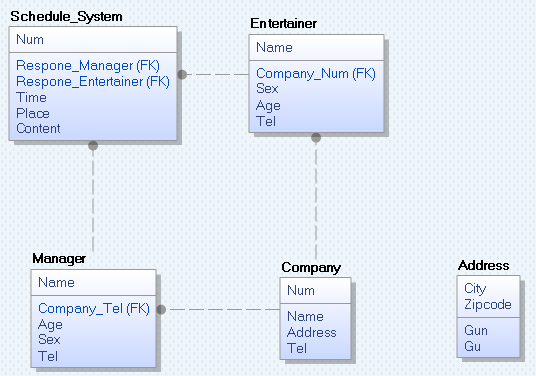 Schedule_System
Num
Respone_Manager (FK)
Respone_Entertainer (FK)
Time
Place
Content
Entertainer
Name
Company_Num (FK)
Sex
Age
Tel
Manager
Name
Company_Tel (FK)
Age
Sex
Tel
Company
Num
Name
Address
Tel
Address
City
Zipcode
Gun
Gu